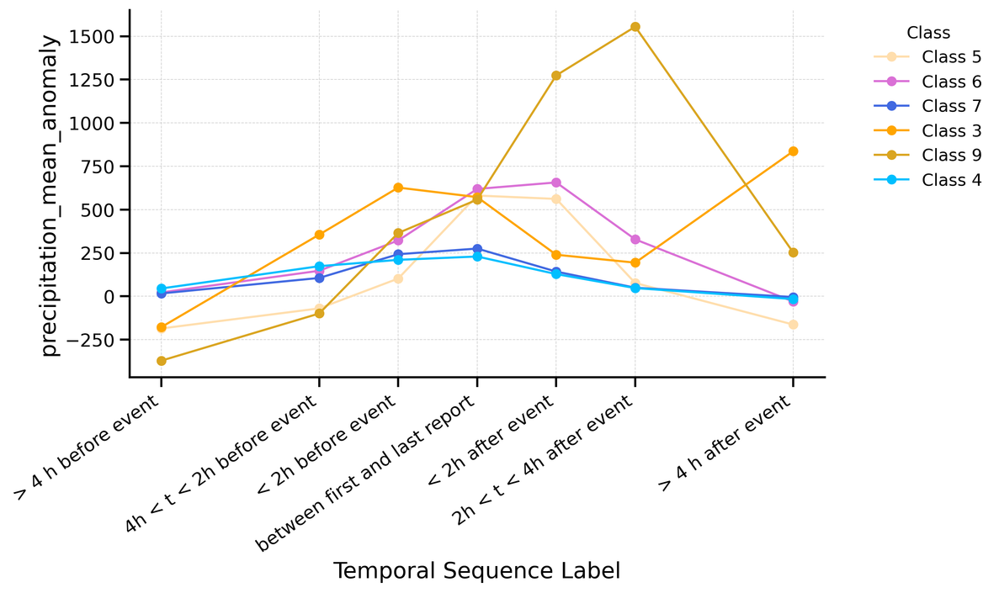 precipitation_mean_anomaly
1500
1250
1000
750
500
250
0
−250
> 4 h before event
4h < t < 2h before event
< 2h before event
between first and last report
< 2h after event
2h < t < 4h after event
> 4 h after event
Temporal Sequence Label
Class
Class 5
Class 6
Class 7
Class 3
Class 9
Class 4